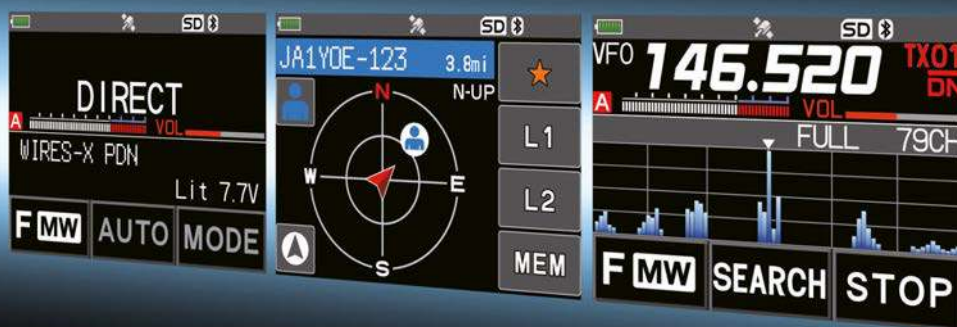 SD
DIRECT
A VOL
WIRES-X PDN
Lit 7.7V
F MW AUTO MODE
SD
JA1YOE-123 3.8mi
N-UP
N
W E
S
L1
L2
MEM
SD
VFO 146.520 TX01
DN
A VOL
FULL 79CH
F MW SEARCH STOP